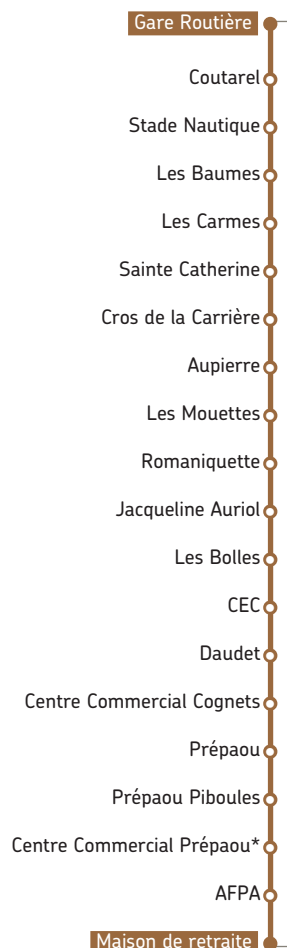 Gare Routière
Coutarel
Stade Nautique
Les Baumes
Les Carmes
Sainte Catherine
Cros de la Carrière
Aupierre
Les Mouettes
Romaniquette
Jacqueline Auriol
Les Bolles
CEC
Daudet
Centre Commercial Cognets
Prépaou
Prépaou Piboules
Centre Commercial Prépaou*
AFPA
Maison de retraite